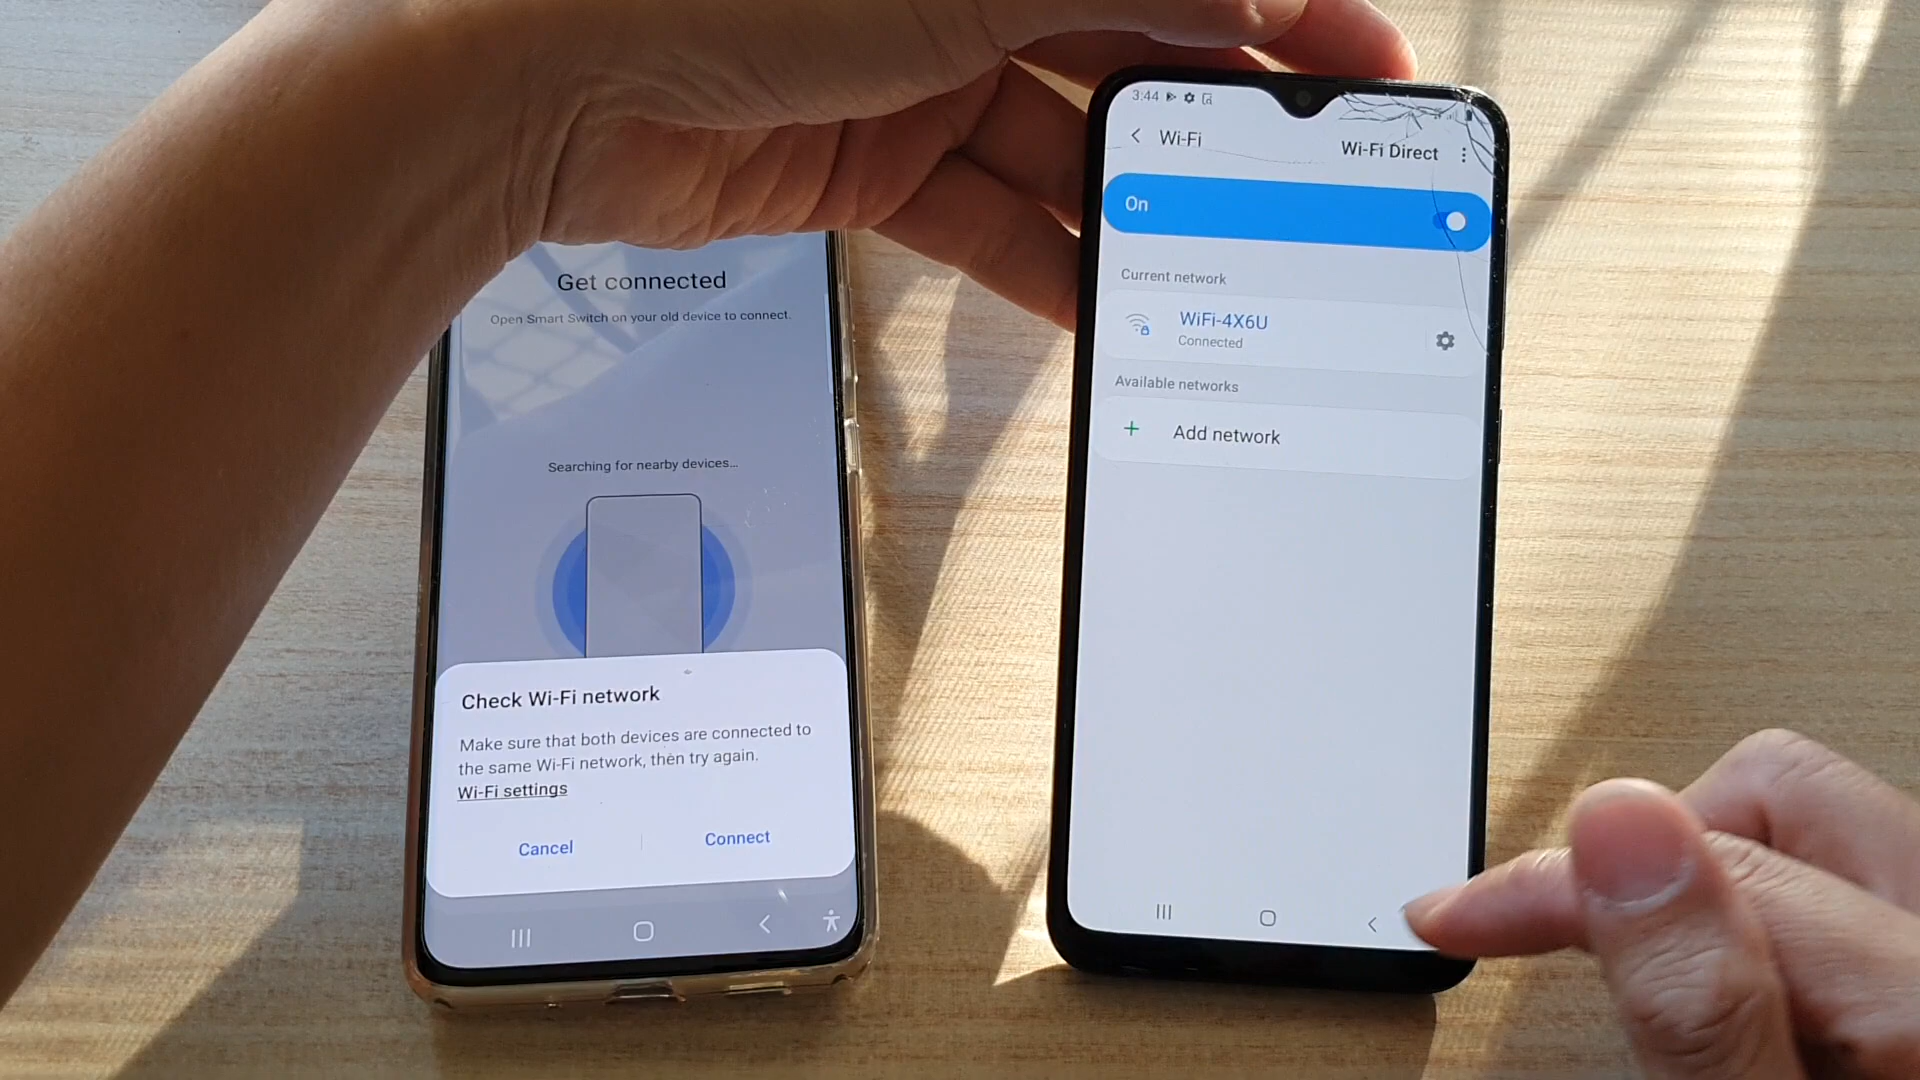 Get connected
Open Smart Switch on your old device to connect.
Searching for nearby devices...
Check Wi-Fi network
Make sure that both devices are connected to
the same Wi-Fi network, then try again.
Wi-Fi settings
Cancel
Connect
3:44
Wi-Fi
Wi-Fi Direct
On
Current network
WiFi-4X6U
Connected
Available networks
Add network